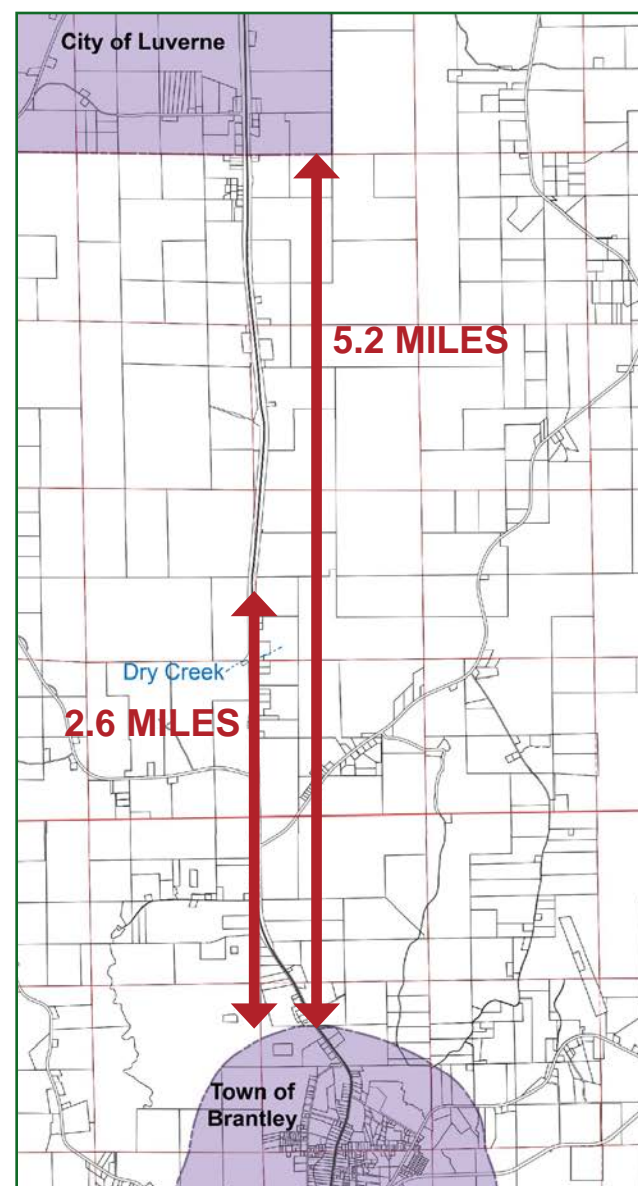 City of Luverne
5.2 MILES
Dry Creek
2.6 MILES
Town of
Brantley